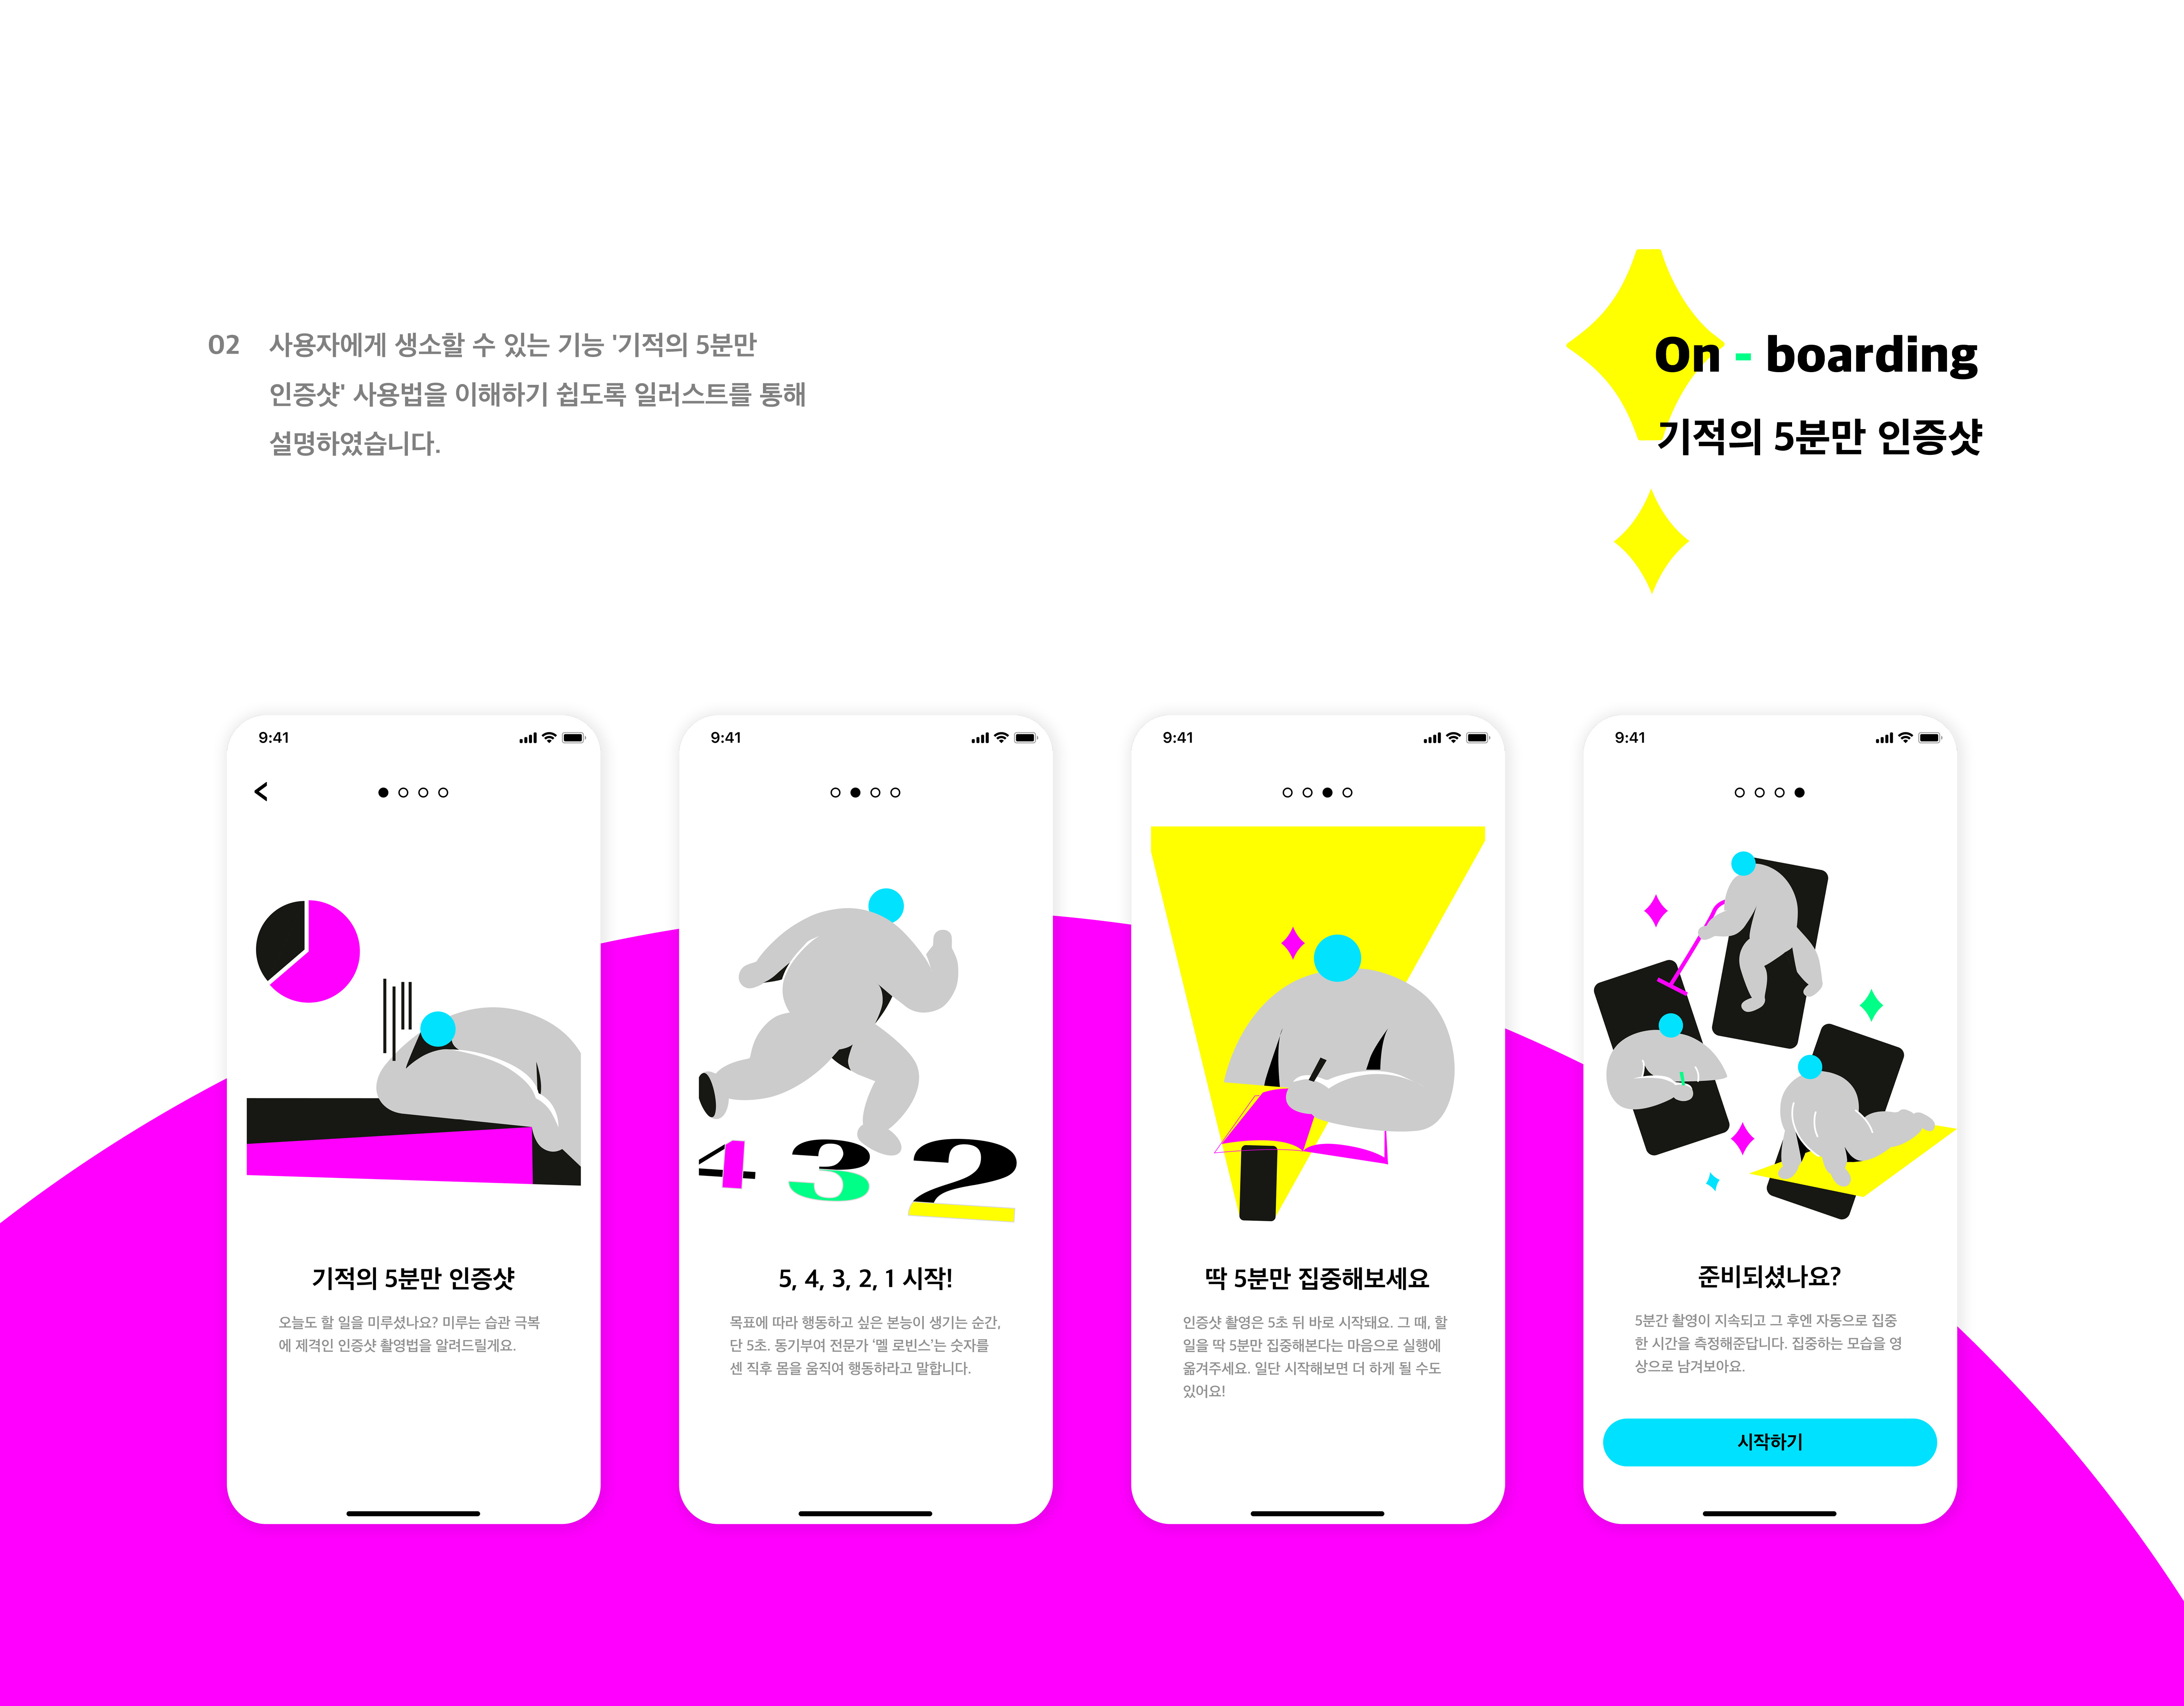 02
사용자에게 생소할 수 있는 기능 '기적의 5분만
인증샷' 사용법을 이해하기 쉽도록 일러스트를 통해
설명하였습니다.
On - boarding
기적의 5분만 인증샷
9:41
기적의 5분만 인증샷
오늘도 할 일을 미루셨나요? 미루는 습관 극복
에 제격인 인증샷 촬영법을 알려드릴게요.
9:41
4 3 2
5, 4, 3, 2, 1 시작!
목표에 따라 행동하고 싶은 본능이 생기는 순간,
단 5초. 동기부여 전문가 ‘멜 로빈스’는 숫자를
센 직후 몸을 움직여 행동하라고 말합니다.
9:41
딱 5분만 집중해보세요
인증샷 촬영은 5초 뒤 바로 시작돼요. 그 때, 할
일을 딱 5분만 집중해본다는 마음으로 실행에
옮겨주세요. 일단 시작해보면 더 하게 될 수도
있어요!
9:41
준비되셨나요?
5분간 촬영이 지속되고 그 후엔 자동으로 집중
한 시간을 측정해준답니다. 집중하는 모습을 영
상으로 남겨보아요.
시작하기